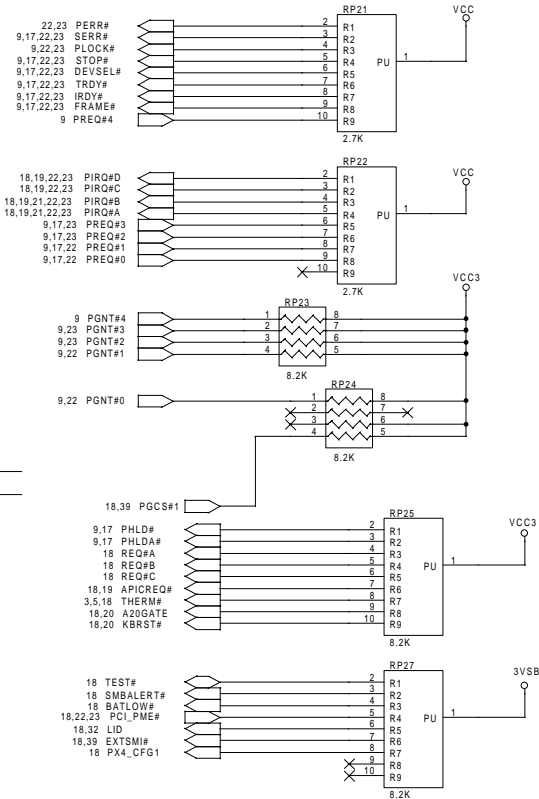 RP21
VCC
22,23 PERR# 2 R1
9,17,22,23 SERR# 3 R2
9,22,23 PLOCK# 4 R3
9,17,22,23 STOP# 5 R4 PU 1
9,17,22,23 DEVSEL# 6 R5
9,17,22,23 TRDY# 7 R6
9,17,22,23 IRDY# 8 R7
9,17,22,23 FRAME# 9 R8
9 PREQ#4 10 R9
2.7K
RP22
VCC
18,19,22,23 PIRQ#D 2 R1
18,19,22,23 PIRQ#C 3 R2
18,19,21,22,23 PIRQ#B 4 R3
18,19,21,22,23 PIRQ#A 5 R4 PU 1
9,17,23 PREQ#3 6 R5
9,17,23 PREQ#2 7 R6
9,17,22 PREQ#1 8 R7
9,17,22 PREQ#0 9 R8
10 R9
2.7K
VCC3
RP23
9 PGNT#4 1 8
9,23 PGNT#3 2 7
9,23 PGNT#2 3 6
9,22 PGNT#1 4 5
8.2K
RP24
9,22 PGNT#0 1 8
2 7
3 6
4 5
8.2K
18,39 PGCS#1
RP25
VCC3
9,17 PHLD# 2 R1
9,17 PHLDA# 3 R2
18 REQ#A 4 R3
18 REQ#B 5 R4 PU 1
18 REQ#C 6 R5
18,19 APICREQ# 7 R6
3,5,18 THERM# 8 R7
18,20 A20GATE 9 R8
18,20 KBRST# 10 R9
8.2K
RP27
3VSB
18 TEST# 2 R1
18 SMBALERT# 3 R2
18 BATLOW# 4 R3
18,22,23 PCI_PME# 5 R4 PU 1
18,32 LID 6 R5
18,39 EXTSMI# 7 R6
18 PX4_CFG1 8 R7
9 R8
10 R9
8.2K